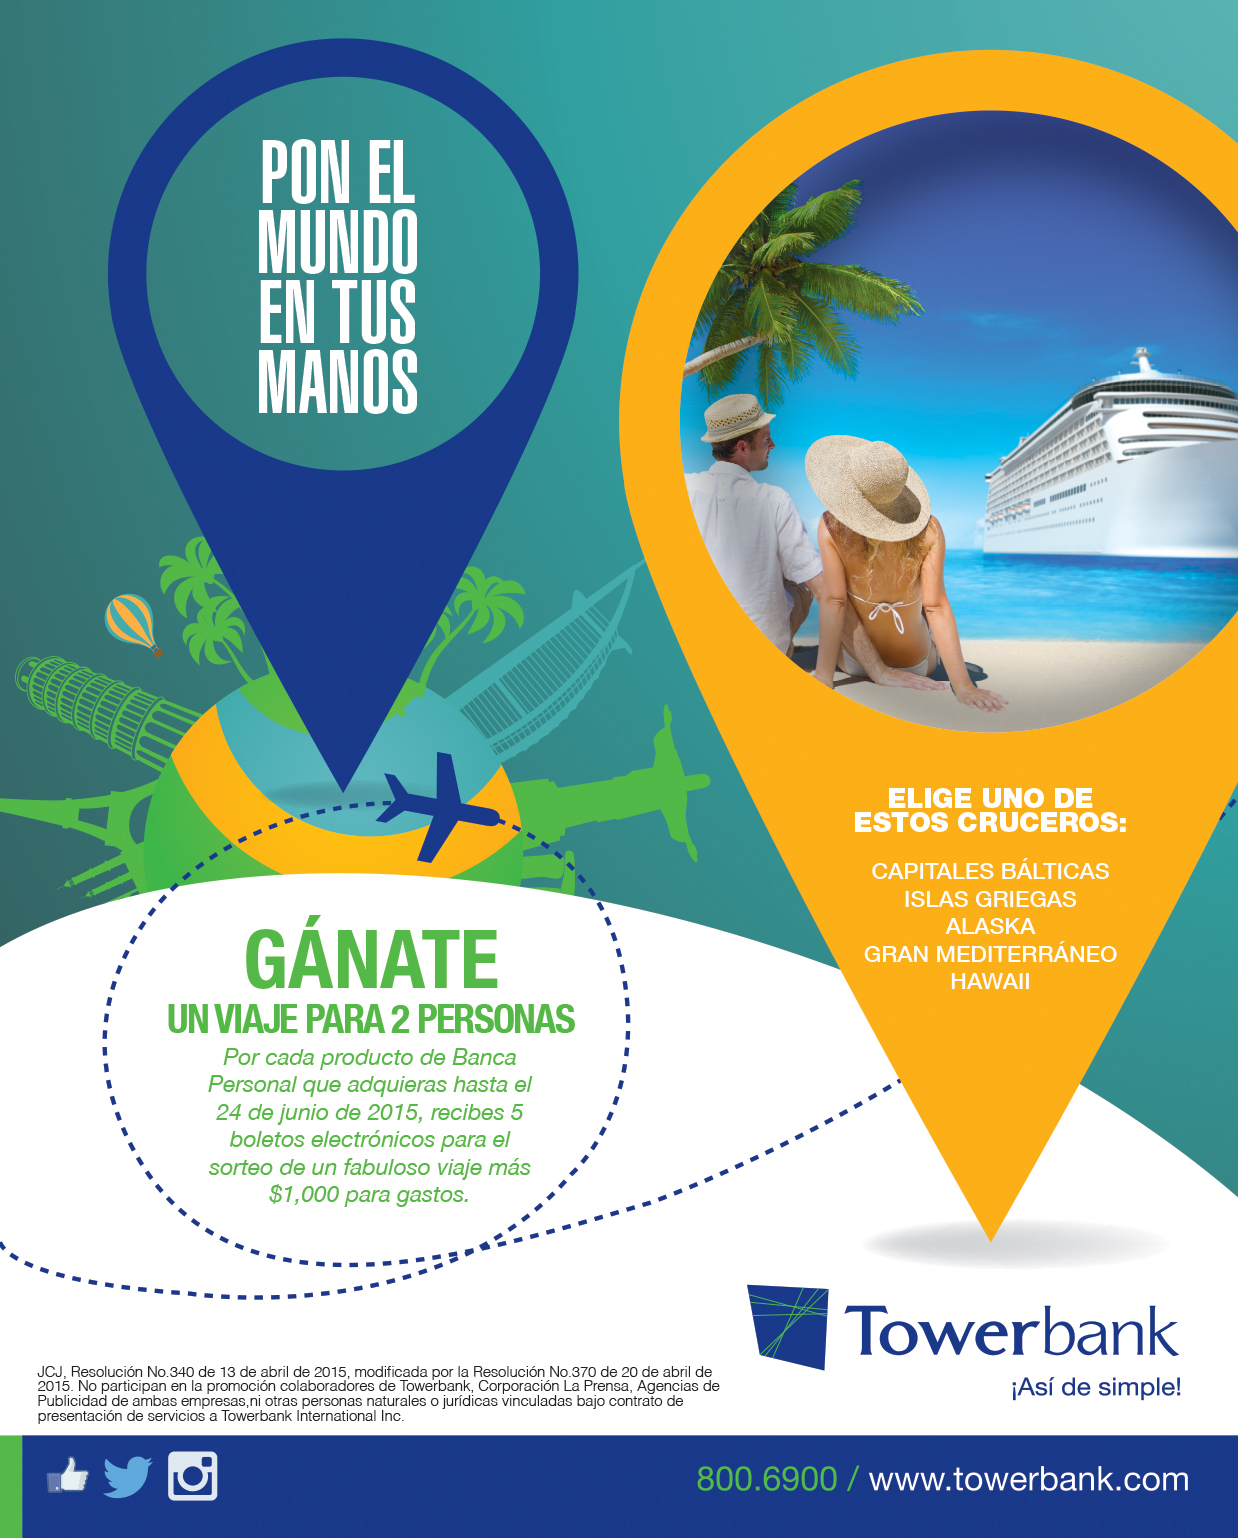 PON EL
MUNDO
EN TUS
MANOS
ELIGE UNO DE
ESTOS CRUCEROS:
CAPITALES BÁLTICAS
ISLAS GRIEGAS
ALASKA
GRAN MEDITERRÁNEO
HAWAII
GÁNATE
UN VIAJE PARA 2 PERSONAS
Por cada producto de Banca
Personal que adquieras hasta el
24 de junio de 2015, recibes 5
boletos electrónicos para el
sorteo de un fabuloso viaje más
$1,000 para gastos.
Towerbank
¡Así de simple!
JCJ, Resolución No.340 de 13 de abril de 2015, modificada por la Resolución No.370 de 20 de abril de
2015. No participan en la promoción colaboradores de Towerbank, Corporación La Prensa, Agencias de
Publicidad de ambas empresas,ni otras personas naturales o jurídicas vinculadas bajo contrato de
presentación de servicios a Towerbank International Inc.
800.6900 / www.towerbank.com